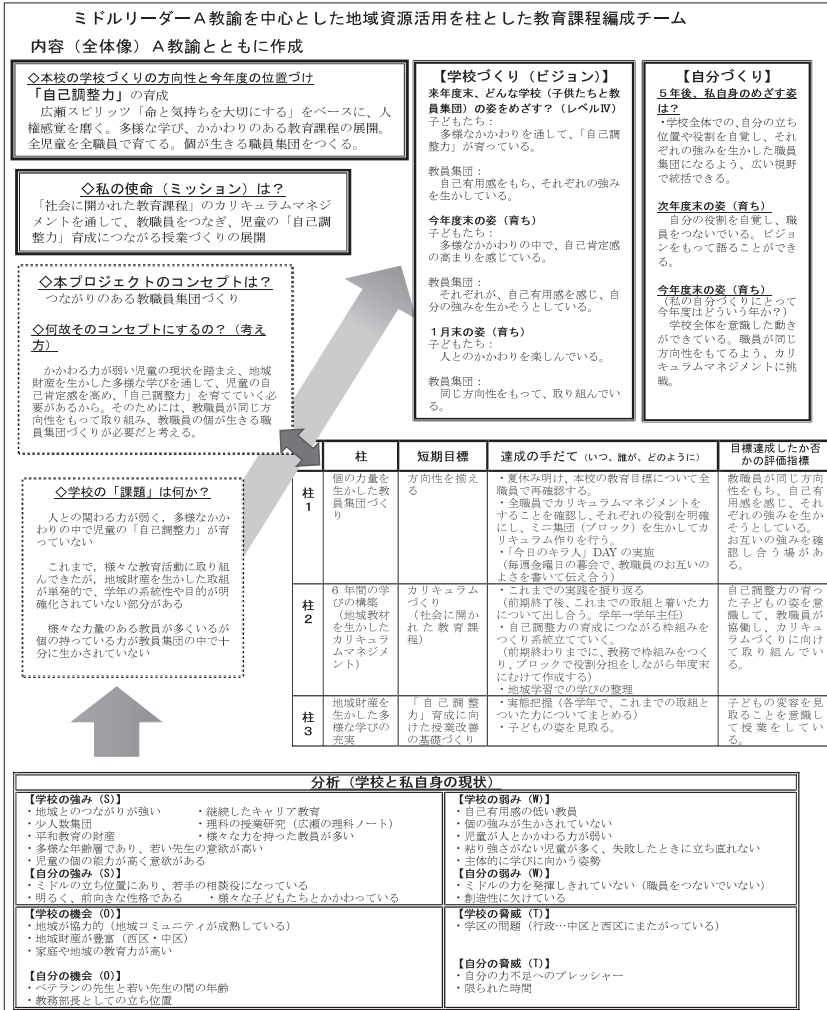 ミドルリーダーＡ教諭を中心とした地域資源活用を柱とした教育課程編成チーム
内容（全体像）Ａ教諭とともに作成
◇本校の学校づくりの方向性と今年度の位置づけ
「自己調整力」の育成
広瀬スピリッツ「命と気持ちを大切にする」をベースに、人
権感覚を磨く。多様な学び、かかわりのある教育課程の展開。
全児童を全職員で育てる。個が生きる職員集団をつくる。
◇私の使命（ミッション）は？
「社会に開かれた教育課程」のカリキュラムマネジ
メントを通して、教職員をつなぎ、児童の「自己調
整力」育成につながる授業づくりの展開
◇本プロジェクトのコンセプトは？
つながりのある教職員集団づくり
◇何故そのコンセプトにするの？（考え
方）
かかわる力が弱い児童の現状を踏まえ、地域
財産を生かした多様な学びを通して、児童の自
己肯定感を高め、「自己調整力」を育てていく必
要があるから。そのためには、教職員が同じ方
向性をもって取り組み、教職員の個が生きる職
員集団づくりが必要だと考える。
◇学校の「課題」は何か？
人との関わる力が弱く，多様なかか
わりの中で児童の「自己調整力」が育
っていない
これまで，様々な教育活動に取り組
んできたが，地域財産を生かした取組
が単発的で，学年の系統性や目的が明
確化されていない部分がある
様々な力量のある教員が多くいるが
個の持っている力が教員集団の中で十
分に生かされていない
【学校づくり（ビジョン）】
来年度末、どんな学校（子供たちと教
員集団）の姿をめざす？（レベルⅣ）
子どもたち：
多様なかかわりを通して、「自己調
整力」が育っている。
教員集団：
自己有用感をもち、それぞれの強み
を生かしている。
今年度末の姿（育ち）
子どもたち：
多様なかかわりの中で、自己肯定感
の高まりを感じている。
教員集団：
それぞれが、自己有用感を感じ、自
分の強みを生かそうとしている。
１月末の姿（育ち）
子どもたち：
人とのかかわりを楽しんでいる。
教員集団：
同じ方向性をもって、取り組んでい
る。
【自分づくり】
５年後、私自身のめざす姿
は？
・学校全体での、自分の立ち
位置や役割を自覚し、それ
ぞれの強みを生かした職員
集団になるよう、広い視野
で統括できる。
次年度末の姿（育ち）
自分の役割を自覚し、職
員をつないでいる。ビジョ
ンをもって語ることができ
る。
今年度末の姿（育ち）
（私の自分づくりにとって
今年度はどういう年か？）
学校全体を意識した動き
ができている。職員が同じ
方向性をもてるよう、カリ
キュラムマネジメントに挑
戦。
柱 短期目標 達成の手だて（いつ、誰が、どのように） 目標達成したか否
かの評価指標
柱
1
個の力量を
生かした教
員集団づく
り
方向性を揃え
る
・夏休み明け、本校の教育目標について全
職員で再確認する。
・全職員でカリキュラムマネジメントを
することを確認し、それぞれの役割を明確
にし、ミニ集団（ブロック）を生かしてカ
リキュラム作りを行う。
・「今日のキラ人」DAYの実施
（毎週金曜日の暮会で、教職員のお互いの
よさを書いて伝え合う）
教職員が同じ方向
性をもち、自己有
用感を感じ、それ
ぞれの強みを生か
そうとしている。
お互いの強みを確
認し合う場があ
る。
柱
2
6年間の学
びの構築
（地域教材
を生かした
カリキュラ
ムマネジメ
ント）
カリキュラム
づくり
（社会に開か
れた教育課
程）
・これまでの実践を振り返る
（前期終了後、これまでの取組と着いた力
について出し合う。学年→学年主任）
・自己調整力の育成につながる枠組みを
つくり系統立てていく。
（前期終わりまでに、教務で枠組みをつく
り、ブロックで役割分担をしながら年度末
にむけて作成する）
・地域学習での学びの整理
自己調整力の育っ
た子どもの姿を意
識して、教職員が
協働し、カリキュ
ラムづくりに向け
て取り組んでい
る。
柱
3
地域財産を
生かした多
様な学びの
充実
「自己調整
力」育成に向
けた授業改善
の基礎づくり
・実態把握（各学年で、これまでの取組と
ついた力についてまとめる）
・子どもの姿を見取る。
子どもの変容を見
取ることを意識し
て授業をしてい
る。
分析（学校と私自身の現状）
【学校の強み（S）】
・地域とのつながりが強い ・継続したキャリア教育
・少人数集団 ・理科の授業研究（広瀬の理科ノート）
・平和教育の財産 ・様々な力を持った教員が多い
・多様な年齢層であり、若い先生の意欲が高い
・児童の個の能力が高く意欲がある
【自分の強み（S）】
・ミドルの立ち位置にあり、若手の相談役になっている
・明るく、前向きな性格である ・様々な子どもたちとかかわっている
【学校の弱み（W）】
・自己有用感の低い教員
・個の強みが生かされていない
・児童が人とかかわる力が弱い
・粘り強さがない児童が多く、失敗したときに立ち直れない
・主体的に学びに向かう姿勢
【自分の弱み（W）】
・ミドルの力を発揮しきれていない（職員をつないでいない）
・創造性に欠けている
【学校の機会（O）】
・地域が協力的（地域コミュニティが成熟している）
・地域財産が豊富（西区・中区）
・家庭や地域の教育力が高い
【自分の機会（O）】
・ベテランの先生と若い先生の間の年齢
・教務部長としての立ち位置
【学校の脅威（T）】
・学区の問題（行政…中区と西区にまたがっている）
【自分の脅威（T）】
・自分の力不足へのプレッシャー
・限られた時間